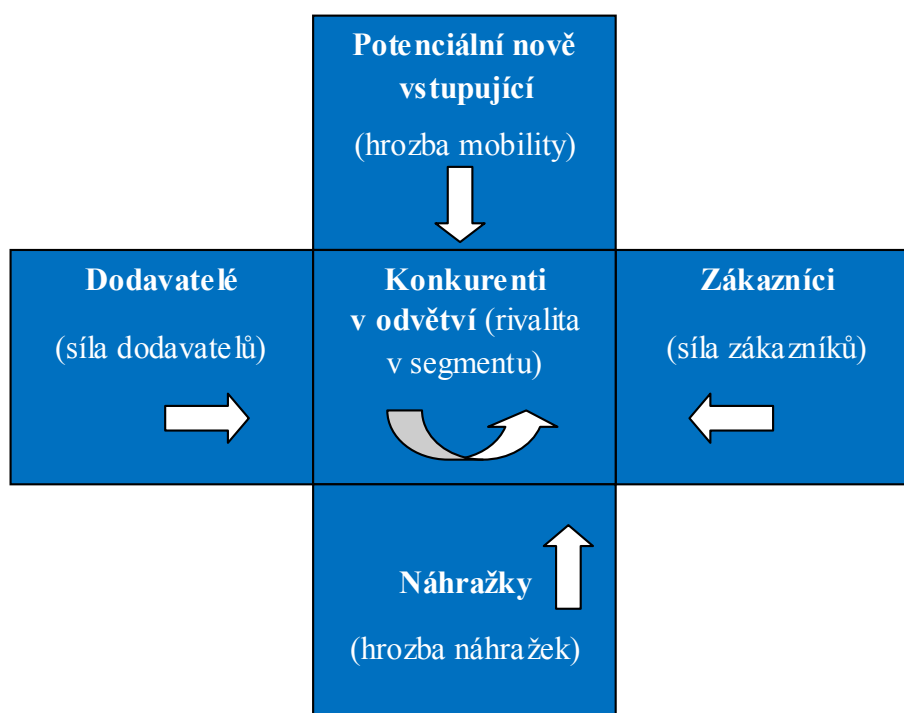 Potenciální nově
vstupující
(hrozba mobility)
Dodavatelé
(síla dodavatelů)
Konkurenti
v odvětví (rivalita
v segmentu)
Zákazníci
(síla zákazníků)
Náhražky
(hrozba náhražek)